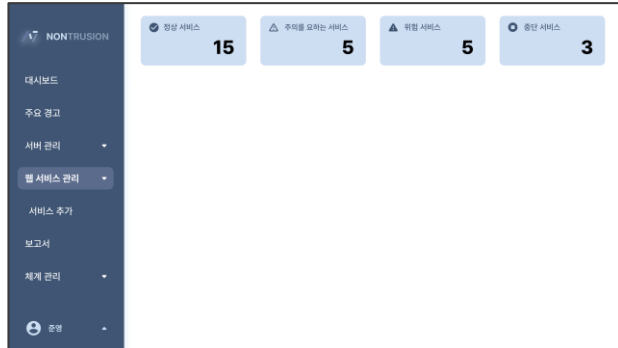 NONTRUSION
대시보드
주요 경고
서버 관리
웹 서비스 관리
서비스 추가
보고서
체계 관리
준영
정상 서비스
15
주의를 요하는 서비스
5
위험 서비스
5
중단 서비스
3